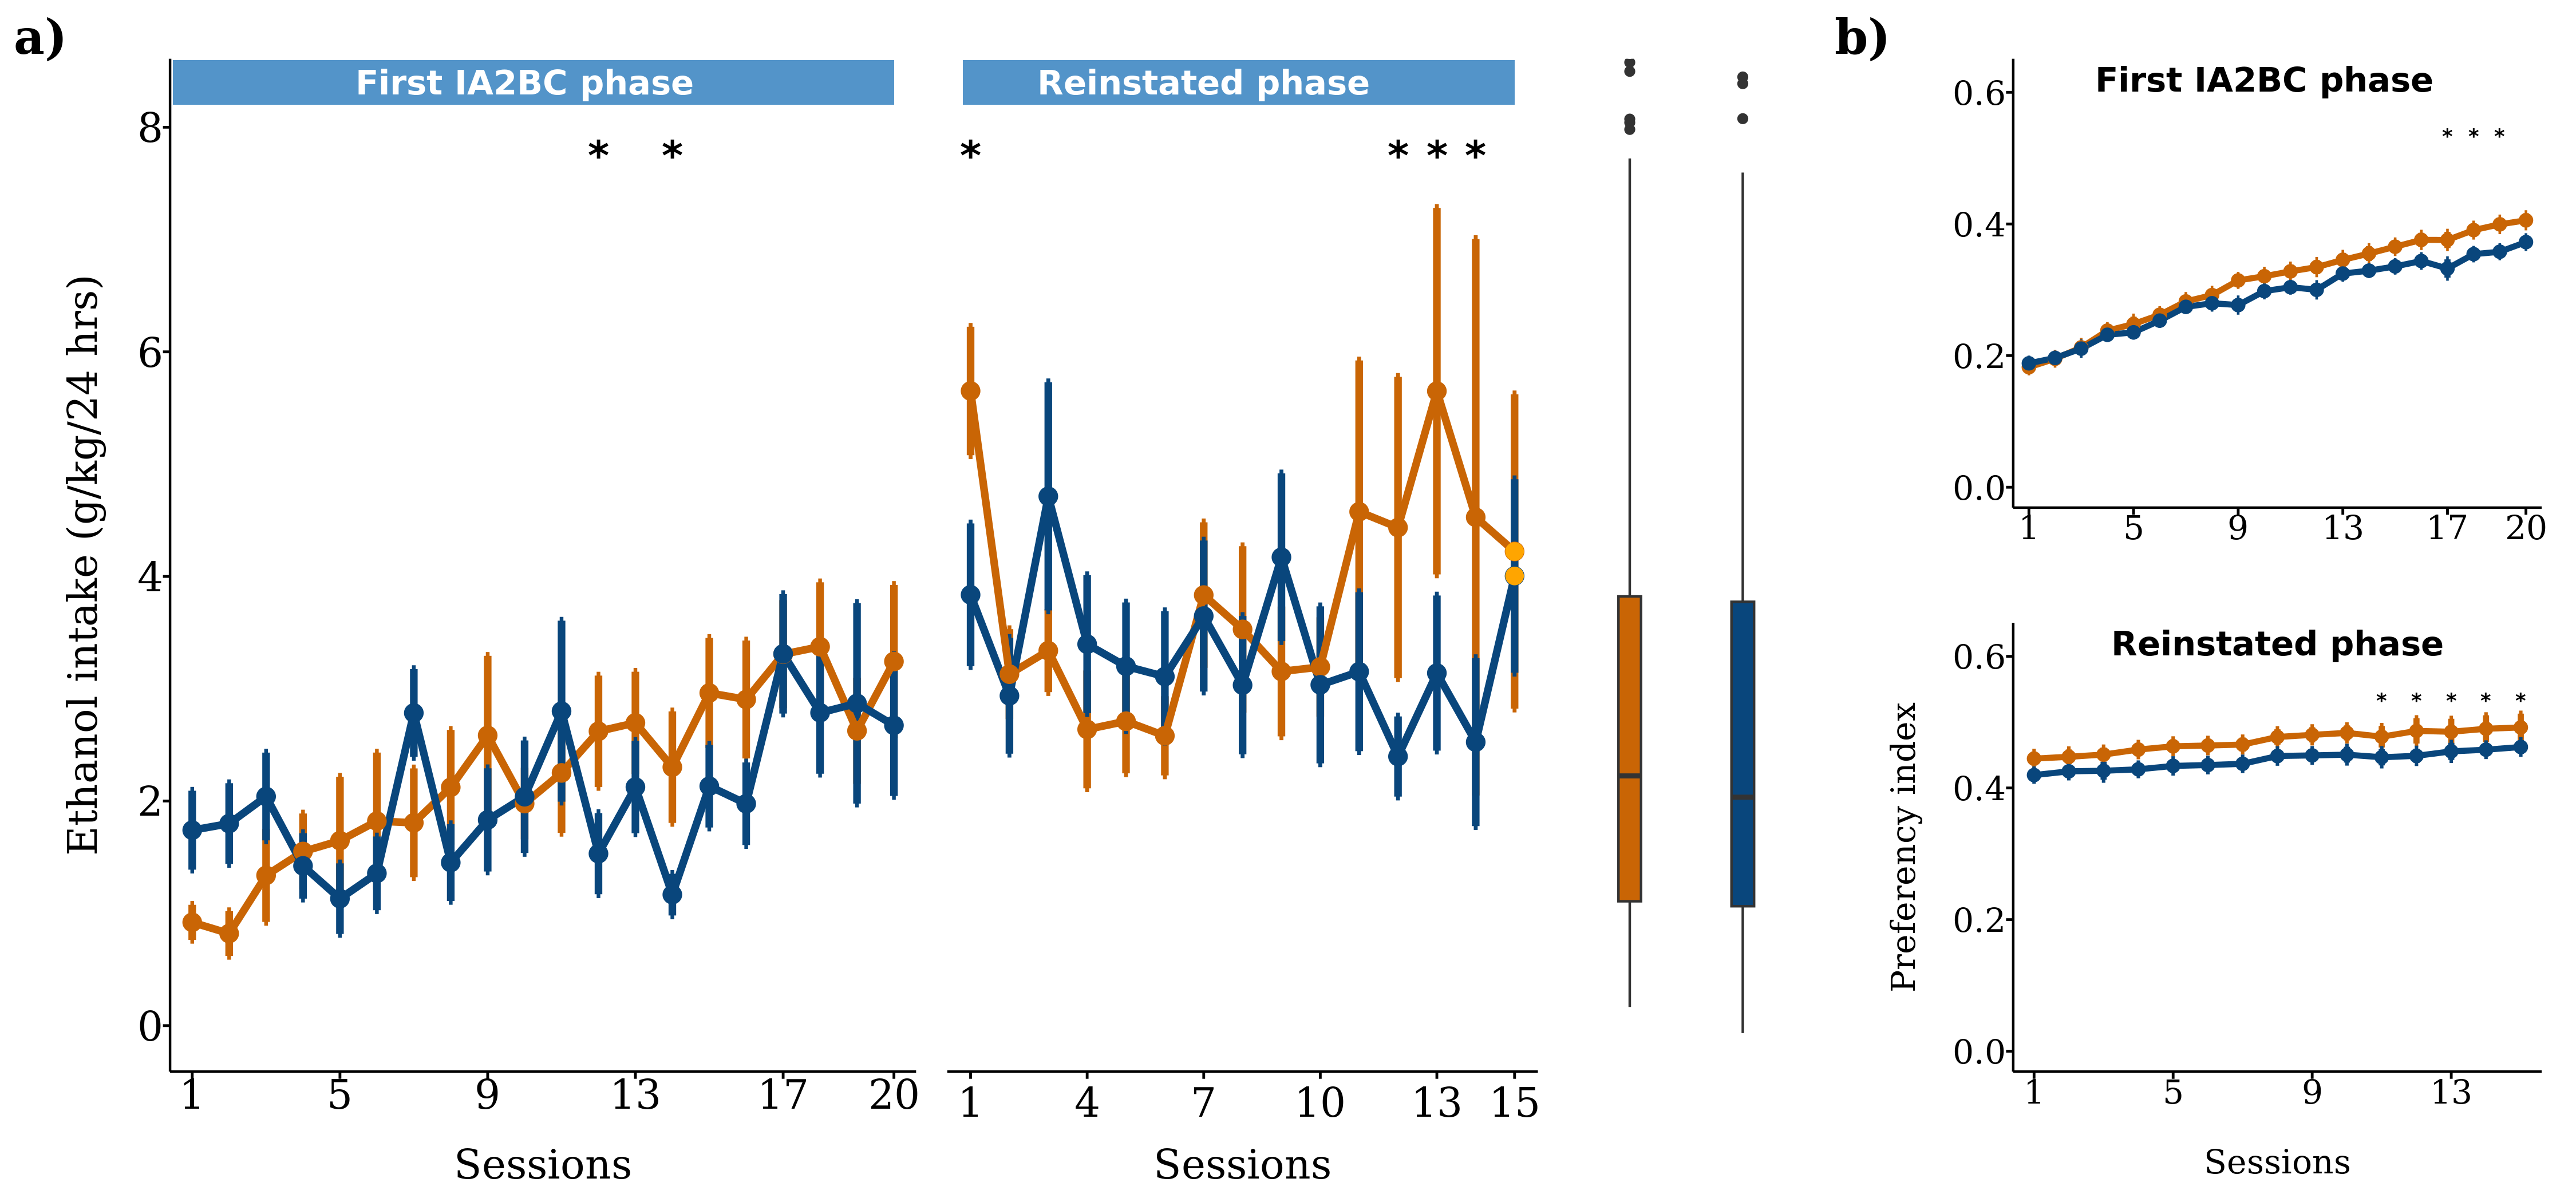 a)
First IA2BC phase
Reinstated phase
* *
* * * *
Ethanol intake (g/kg/24 hrs)
8
6
4
2
0
1 5 9 13 17 20
Sessions
1 4 7 10 13 15
Sessions
b)
First IA2BC phase
* * *
0.6
0.4
0.2
0.0
1 5 9 13 17 20
Reinstated phase
* * * * *
Preferency index
0.6
0.4
0.2
0.0
1 5 9 13
Sessions